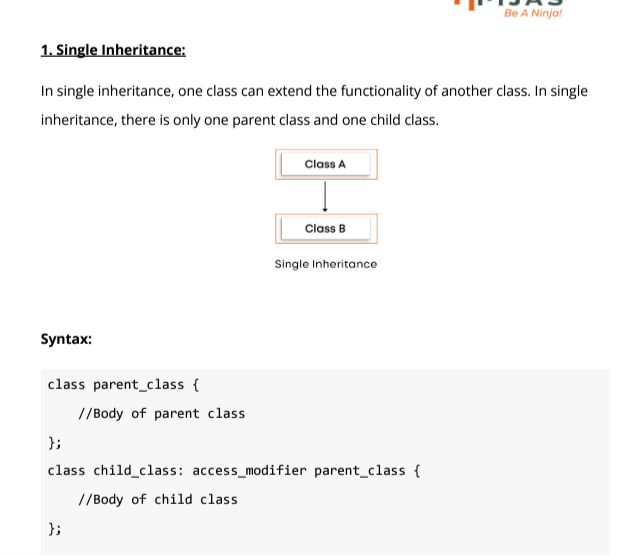 Be A Ninja!
1. Single Inheritance:
In single inheritance, one class can extend the functionality of another class. In single
inheritance, there is only one parent class and one child class.
Class A
Class B
Single Inheritance
Syntax:
class parent_class {
//Body of parent class
};
class child_class: access_modifier parent_class {
//Body of child class
};